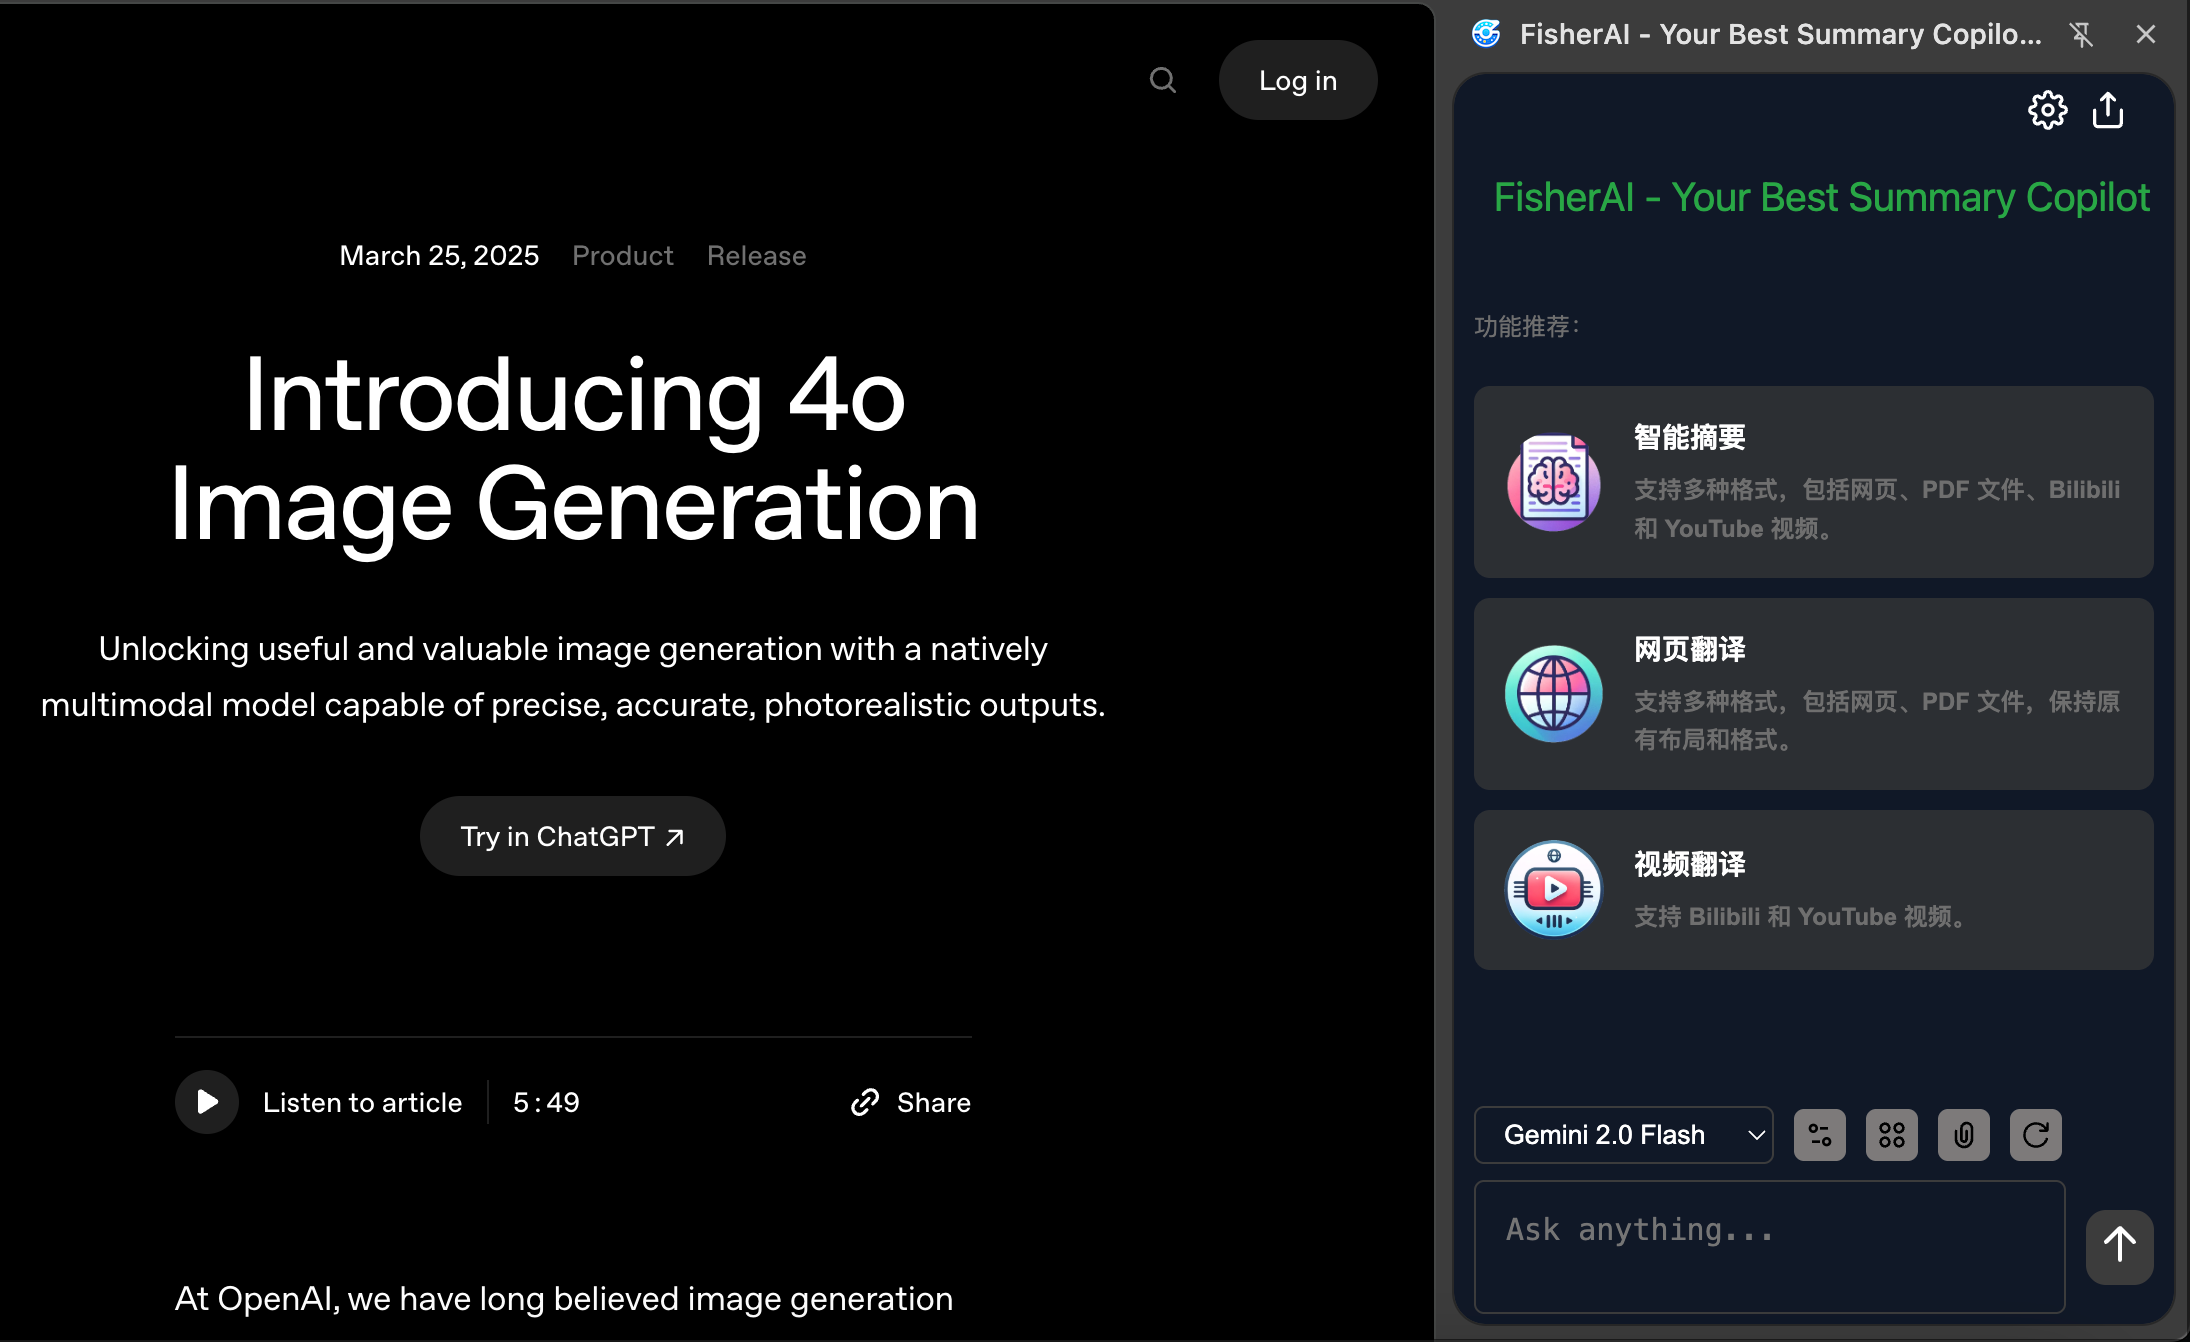 Log in
March 25, 2025 Product Release
Introducing 4o
Image Generation
Unlocking useful and valuable image generation with a natively
multimodal model capable of precise, accurate, photorealistic outputs.
Try in ChatGPT ↗
Listen to article 5:49 Share
At OpenAI, we have long believed image generation
FisherAI - Your Best Summary Copilo...
FisherAI - Your Best Summary Copilot
功能推荐：
智能摘要
支持多种格式，包括网页、PDF 文件、Bilibili
和 YouTube 视频。
网页翻译
支持多种格式，包括网页、PDF 文件，保持原
有布局和格式。
视频翻译
支持 Bilibili 和 YouTube 视频。
Gemini 2.0 Flash
Ask anything...